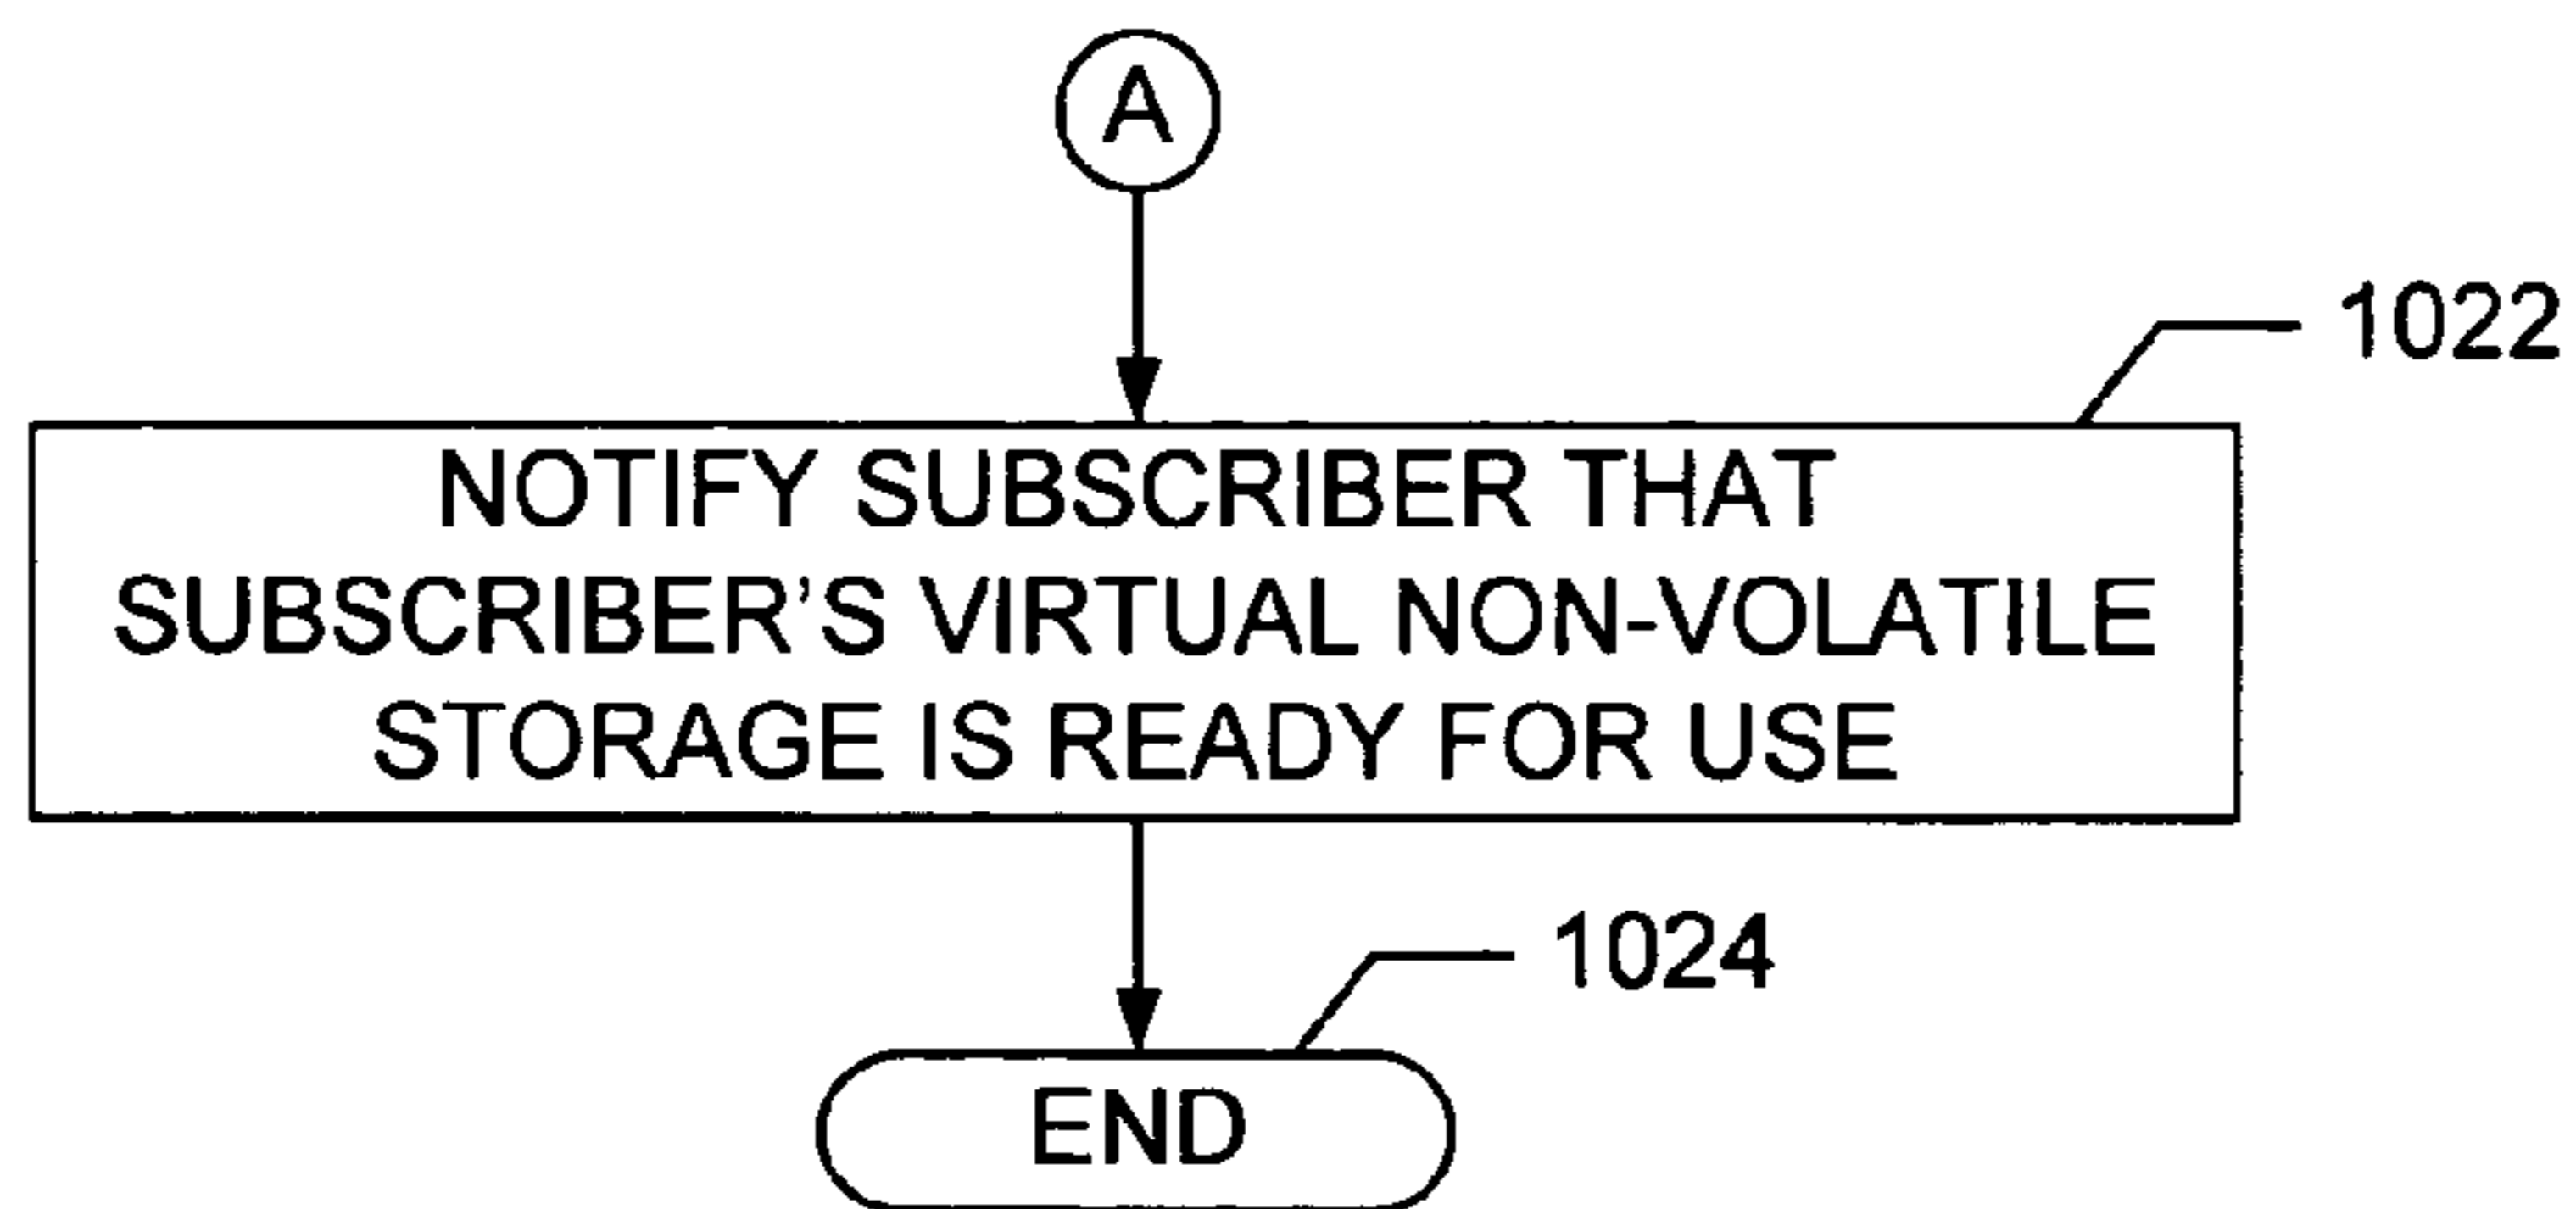 A
1022
NOTIFY SUBSCRIBER THAT
SUBSCRIBER'S VIRTUAL NON-VOLATILE
STORAGE IS READY FOR USE
1024
END